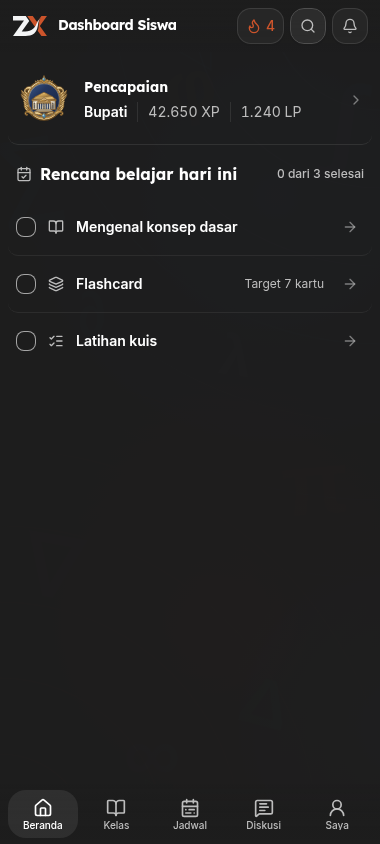 ZX Dashboard Siswa 4
Pencapaian
Bupati 42.650 XP 1.240 LP
Rencana belajar hari ini 0 dari 3 selesai
Mengenal konsep dasar
Flashcard Target 7 kartu
Latihan kuis
Beranda Kelas Jadwal Diskusi Saya